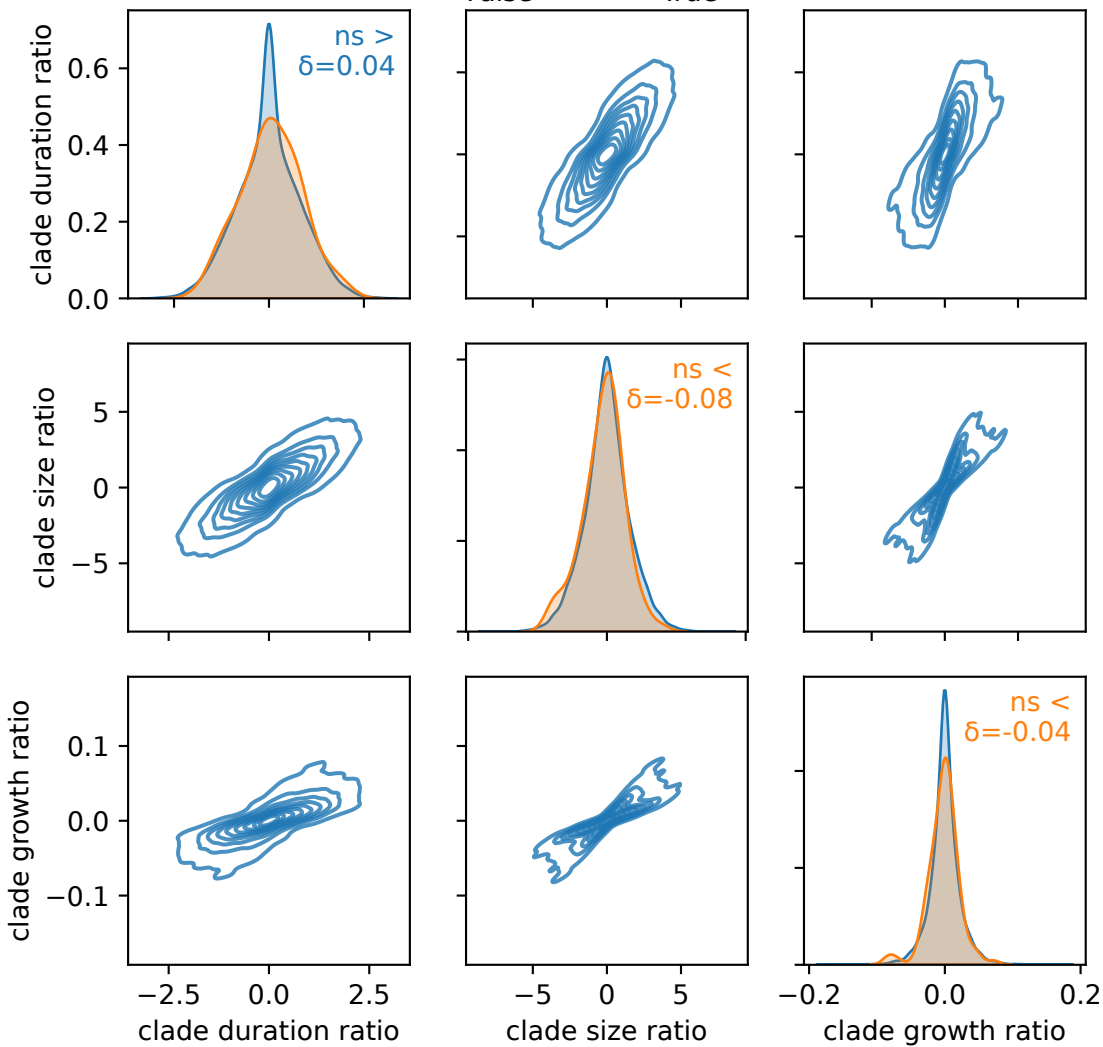 clade duration ratio
0.6
0.4
0.2
0.0
ns >
δ=0.04
clade size ratio
5
0
−5
ns <
δ=-0.08
clade growth ratio
0.1
0.0
−0.1
ns <
δ=-0.04
−2.5 0.0 2.5
−5 0 5
−0.2 0.0 0.2
clade duration ratio
clade size ratio
clade growth ratio